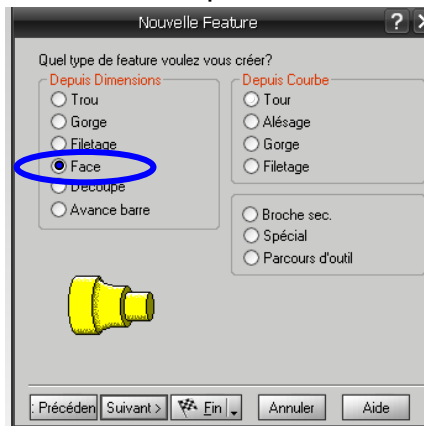 Nouvelle Feature
Quel type de feature voulez vous créer?
Depuis Dimensions
Trou
Gorge
Filetage
Face
Découpe
Avance barre
Depuis Courbe
Tour
Alésage
Gorge
Filetage
Broche sec.
Spécial
Parcours d'outil
: Précéden Suivant > Fin Annuler Aide